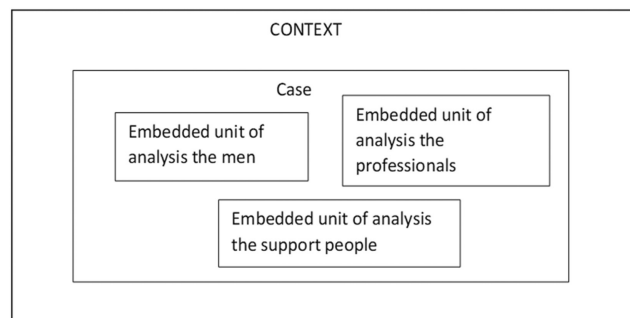 CONTEXT
Case
Embedded unit of
analysis the men
Embedded unit of
analysis the
professionals
Embedded unit of analysis
the support people